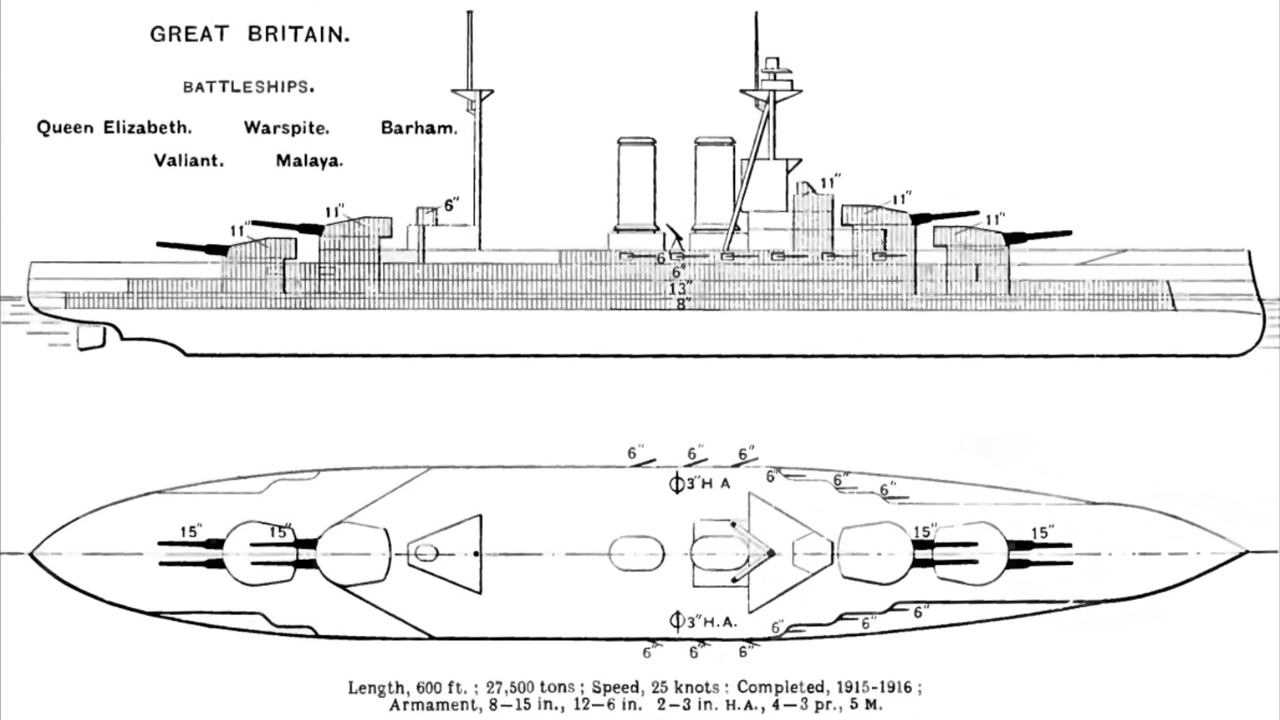 GREAT BRITAIN.
BATTLESHIPS.
Queen Elizabeth. Warspite. Barham.
Valiant. Malaya.
11" 11" 6" 11" 11" 11"
6
6"
13"
8"
6" 6" 6"
3"H A 6" 6" 6"
15" 15" 15" 15"
3"H.A. 6" 6" 6"
6" 6" 6"
Length, 600 ft. ; 27,500 tons ; Speed, 25 knots : Completed, 1915-1916 ;
Armament, 8—15 in., 12—6 in. 2—3 in. H.A., 4—3 pr., 5 M.